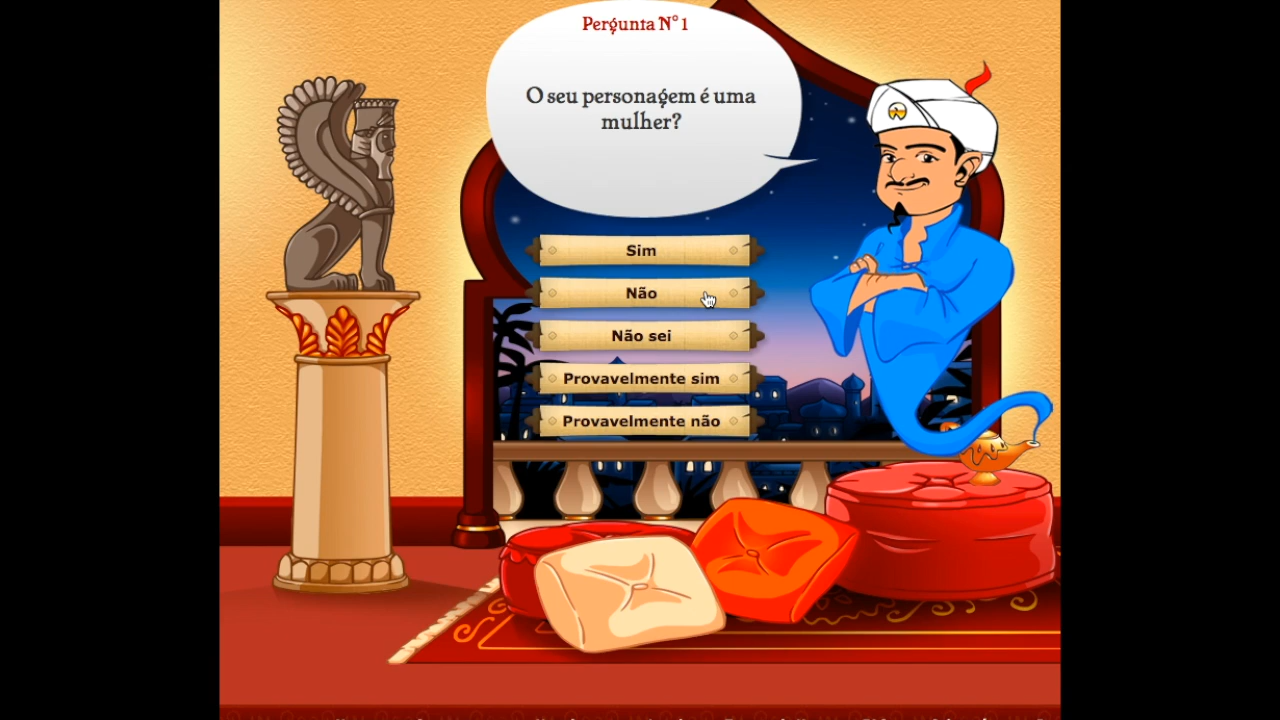 Pergunta N° 1
O seu personagem é uma
mulher?
Sim
Não
Não sei
Provavelmente sim
Provavelmente não